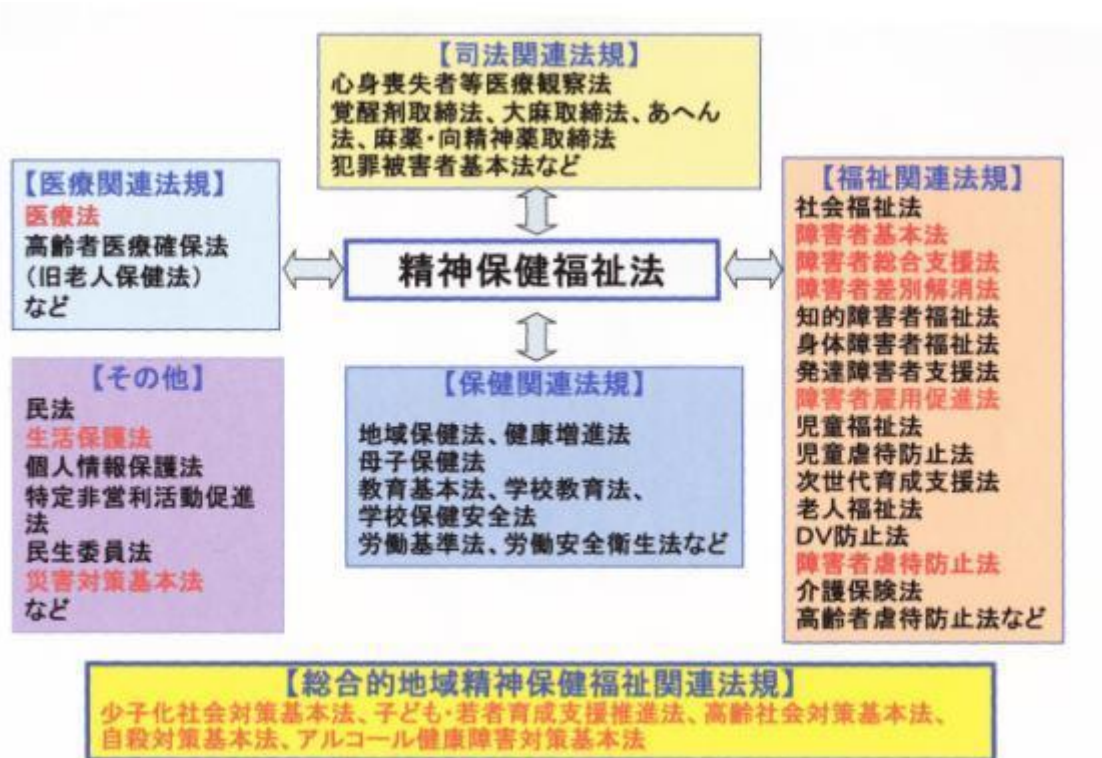 【司法関連法規】
心身喪失者等医療観察法
覚醒剤取締法、大麻取締法、あへん
法、麻薬・向精神薬取締法
犯罪被害者基本法など
【医療関連法規】
医療法
高齢者医療確保法
(旧老人保健法)
など
精神保健福祉法
【福祉関連法規】
社会福祉法
障害者基本法
障害者総合支援法
障害者差別解消法
知的障害者福祉法
身体障害者福祉法
発達障害者支援法
障害者雇用促進法
児童福祉法
児童虐待防止法
次世代育成支援法
老人福祉法
DV防止法
障害者虐待防止法
介護保険法
高齢者虐待防止法など
【その他】
民法
生活保護法
個人情報保護法
特定非営利活動促進
法
民生委員法
災害対策基本法
など
【保健関連法規】
地域保健法、健康増進法
母子保健法
教育基本法、学校教育法、
学校保健安全法
労働基準法、労働安全衛生法など
【総合的地域精神保健福祉関連法規】
少子化社会対策基本法、子ども・若者育成支援推進法、高齢社会対策基本法、
自殺対策基本法、アルコール健康障害対策基本法